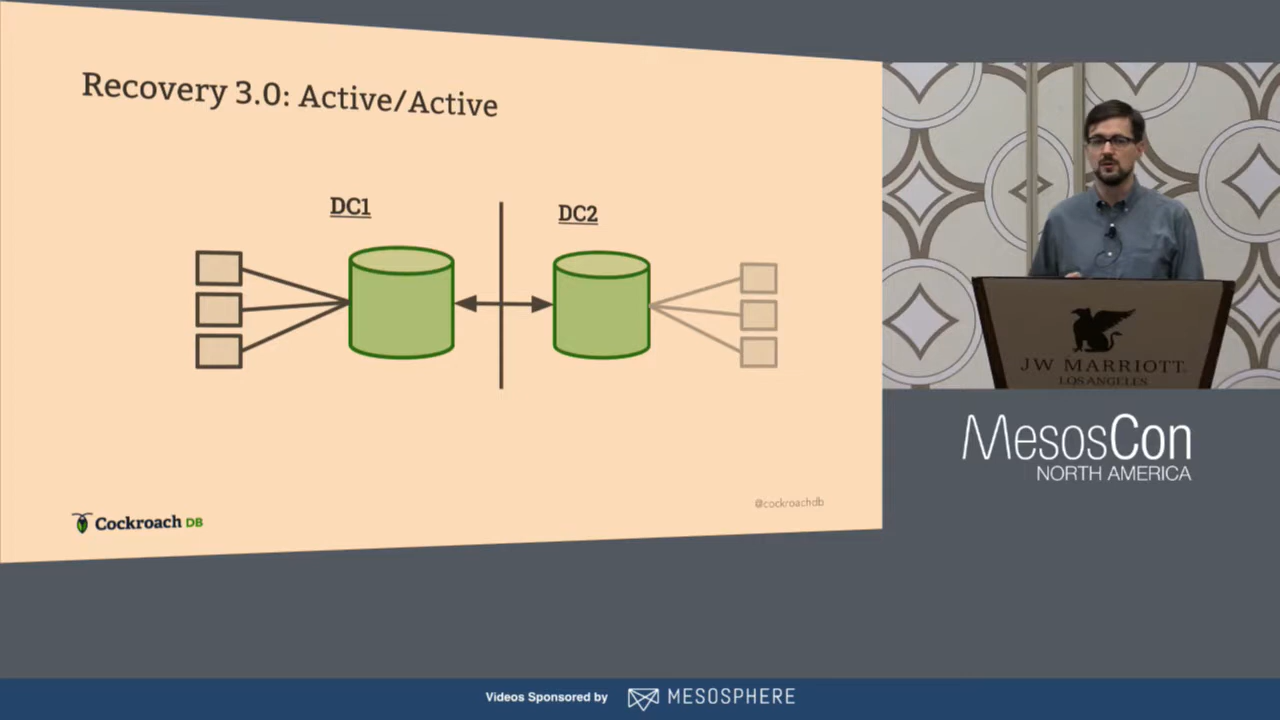 Recovery 3.0: Active/Active
DC1
DC2
@cockroachdb
Cockroach DB
JW MARRIOTT
LOS ANGELES
MesosCon
NORTH AMERICA
Videos Sponsored by MESOSPHERE